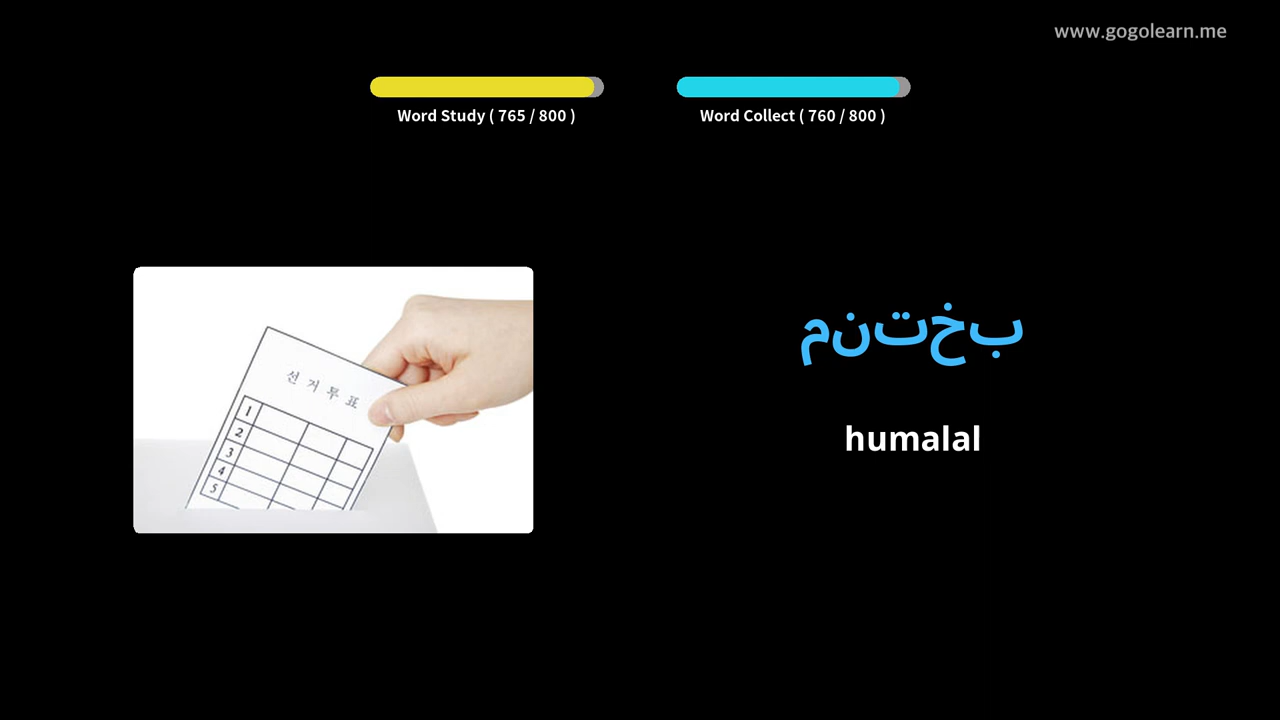 www.gogolearn.me
Word Study ( 765 / 800 )
Word Collect ( 760 / 800 )
선거투표
1
2
3
4
5
بختنم
humalal